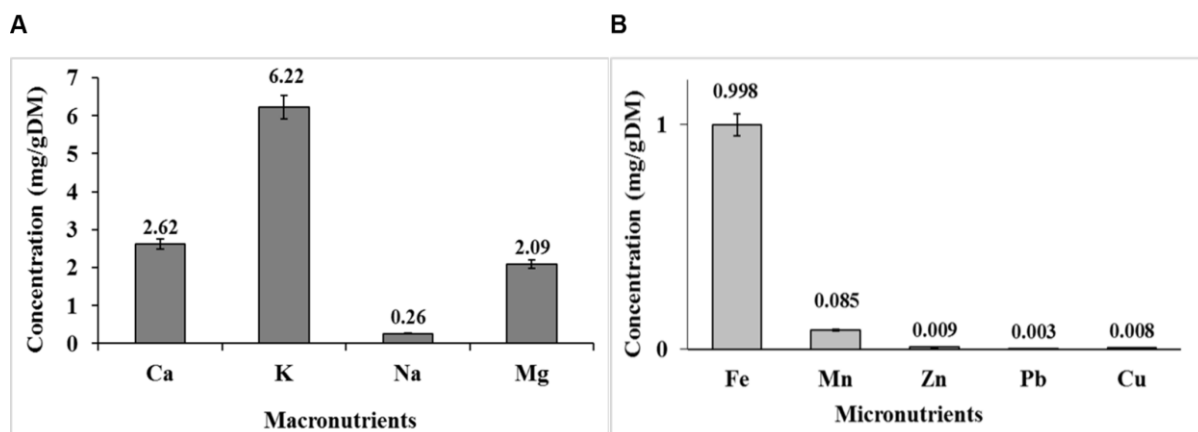 A
Concentration (mg/gDM)
7
6
5
4
3
2
1
0
2.62
6.22
0.26
2.09
Ca K Na Mg
Macronutrients
B
Concentration (mg/gDM)
1
0
0.998
0.085
0.009
0.003
0.008
Fe Mn Zn Pb Cu
Micronutrients